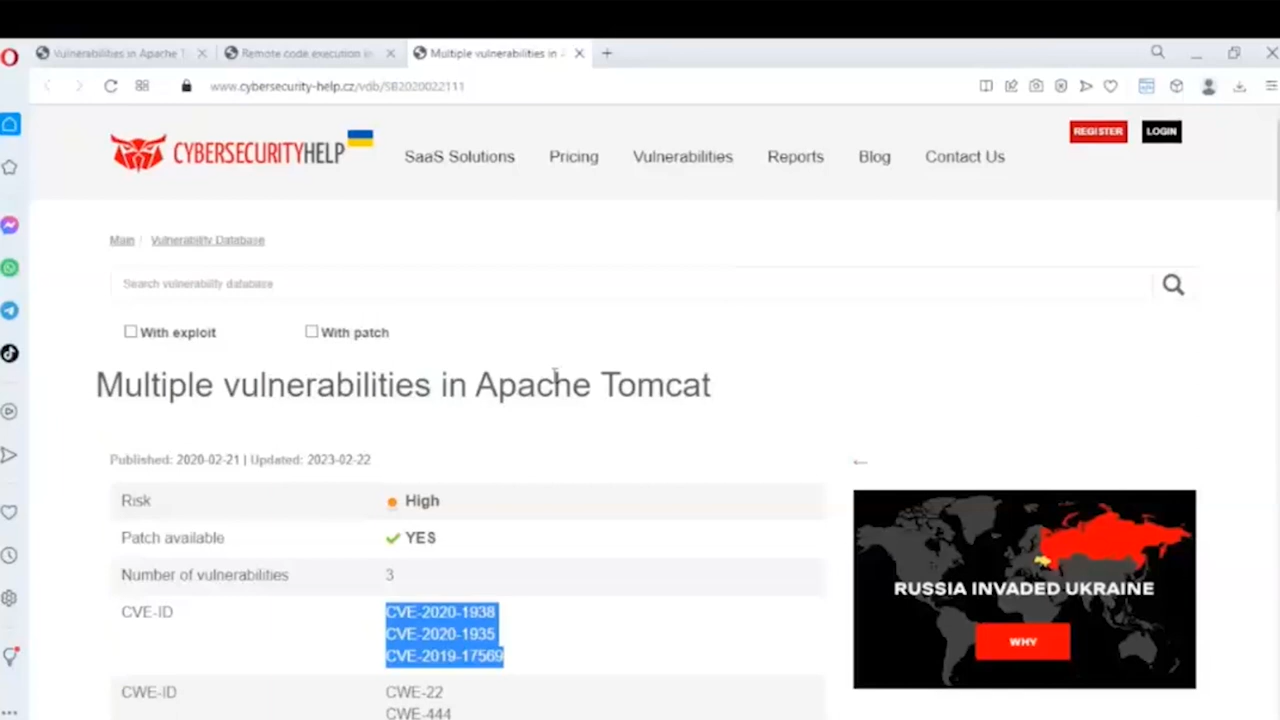 Vulnerabilities in Apache T
Remote code execution in
Multiple vulnerabilities in A
www.cybersecurity-help.cz/vdb/SB2020022111
REGISTER
LOGIN
CYBERSECURITYHELP
SaaS Solutions
Pricing
Vulnerabilities
Reports
Blog
Contact Us
Main / Vulnerability Database
Search vulnerability database
With exploit
With patch
Multiple vulnerabilities in Apache Tomcat
Published: 2020-02-21 | Updated: 2023-02-22
Risk
High
Patch available
YES
Number of vulnerabilities
3
CVE-ID
CVE-2020-1938
CVE-2020-1935
CVE-2019-17569
CWE-ID
CWE-22
CWE-444
RUSSIA INVADED UKRAINE
WHY